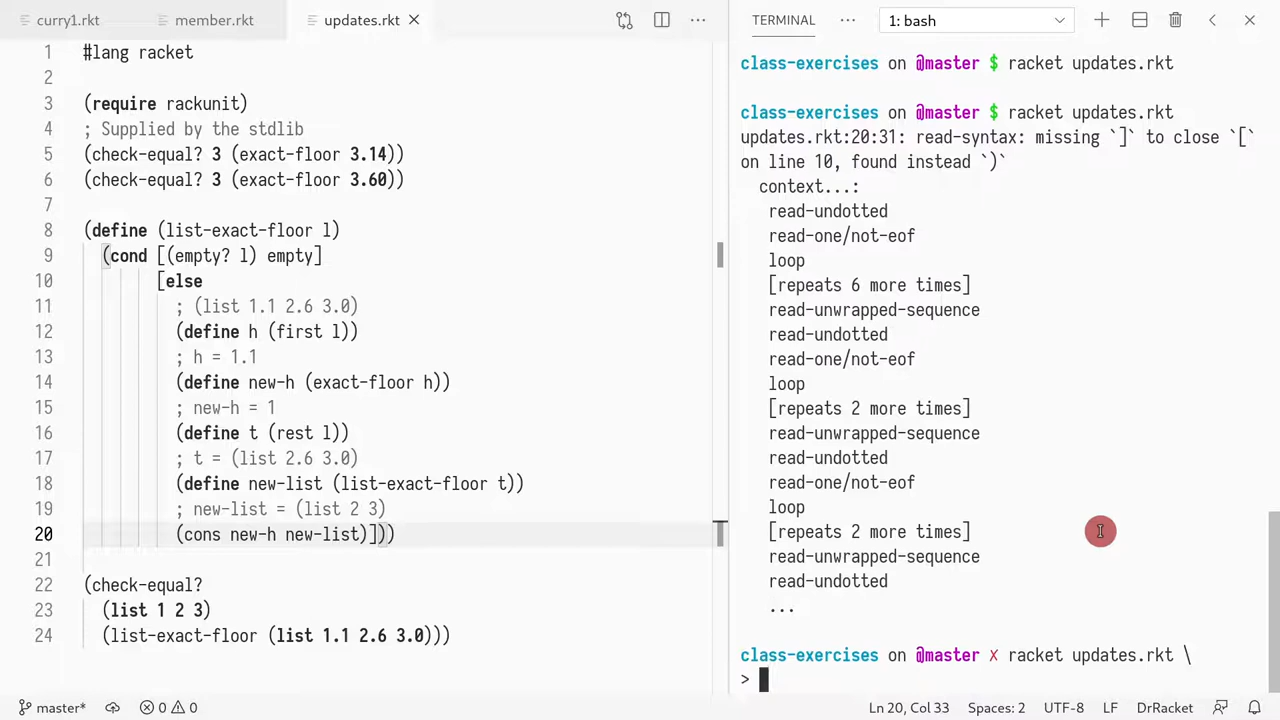 curry1.rkt member.rkt updates.rkt
TERMINAL 1: bash
1 #lang racket
2
3 (require rackunit)
4 ; Supplied by the stdlib
5 (check-equal? 3 (exact-floor 3.14))
6 (check-equal? 3 (exact-floor 3.60))
7
8 (define (list-exact-floor l)
9 (cond [(empty? l) empty]
10 [else
11 ; (list 1.1 2.6 3.0)
12 (define h (first l))
13 ; h = 1.1
14 (define new-h (exact-floor h))
15 ; new-h = 1
16 (define t (rest l))
17 ; t = (list 2.6 3.0)
18 (define new-list (list-exact-floor t))
19 ; new-list = (list 2 3)
20 (cons new-h new-list)]))
21
22 (check-equal?
23 (list 1 2 3)
24 (list-exact-floor (list 1.1 2.6 3.0)))
class-exercises on @master $ racket updates.rkt
class-exercises on @master $ racket updates.rkt
updates.rkt:20:31: read-syntax: missing `]` to close `[`
on line 10, found instead `)`
context...:
read-undotted
read-one/not-eof
loop
[repeats 6 more times]
read-unwrapped-sequence
read-undotted
read-one/not-eof
loop
[repeats 2 more times]
read-unwrapped-sequence
read-undotted
read-one/not-eof
loop
[repeats 2 more times]
read-unwrapped-sequence
read-undotted
...
class-exercises on @master X racket updates.rkt \
>
master* 0 0 Ln 20, Col 33 Spaces: 2 UTF-8 LF DrRacket